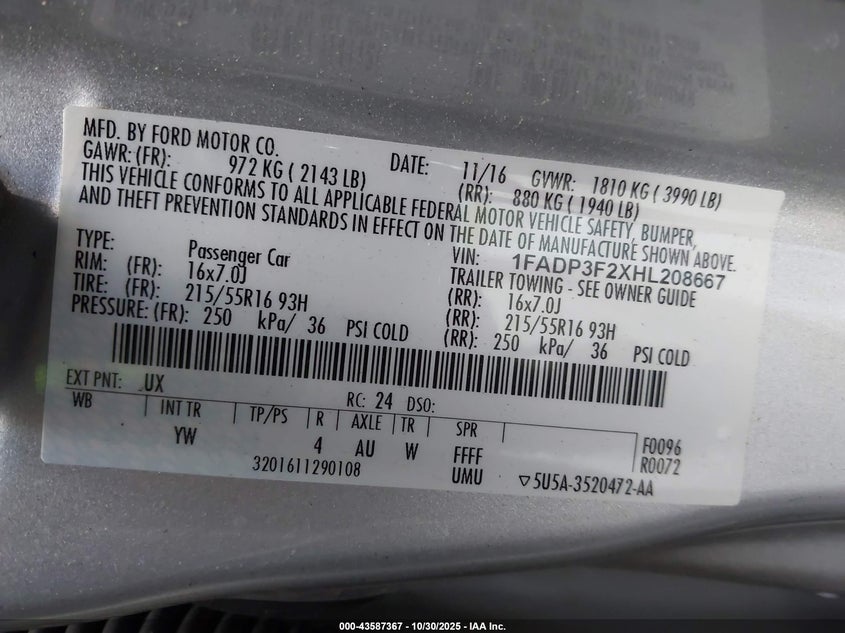 MFD. BY FORD MOTOR CO.
DATE: 11/16 GVWR: 1810 KG ( 3990 LB)
GAWR: (FR): 972 KG ( 2143 LB) (RR): 880 KG ( 1940 LB)
THIS VEHICLE CONFORMS TO ALL APPLICABLE FEDERAL MOTOR VEHICLE SAFETY, BUMPER,
AND THEFT PREVENTION STANDARDS IN EFFECT ON THE DATE OF MANUFACTURE SHOWN ABOVE.
VIN: 1FADP3F2XHL208667
TYPE: Passenger Car TRAILER TOWING - SEE OWNER GUIDE
RIM: (FR): 16x7.0J (RR): 16x7.0J
TIRE: (FR): 215/55R16 93H (RR): 215/55R16 93H
PRESSURE: (FR): 250 kPa/ 36 PSI COLD (RR): 250 kPa/ 36 PSI COLD
EXT PNT: UX RC: 24 DSO:
WB INT TR TP/PS R AXLE TR SPR
YW 4 AU W FFFF F0096
UMU R0072
3201611290108 ▽5U5A-3520472-AA
000-43587367 - 10/30/2025 - IAA Inc.